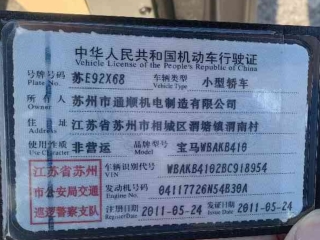 中华人民共和国机动车行驶证
Vehicle License of the People's Republic of China
号牌号码 苏E92X68 车辆类型 小型轿车
Plate No. Vehicle Type
所有人 苏州市通顺机电制造有限公司
Owner
住址 江苏省苏州市相城区渭塘镇渭南村
Address
使用性质 非营运 品牌型号 宝马WBAKB410
Use Character Model
江苏省苏州 车辆识别代号 WBAKB4102BC918954
VIN
市公安局交通 发动机号码 04117726N54B30A
Engine No.
巡逻警察支队 注册日期 2011-05-24 发证日期 2011-05-24
Register Date Issue Date